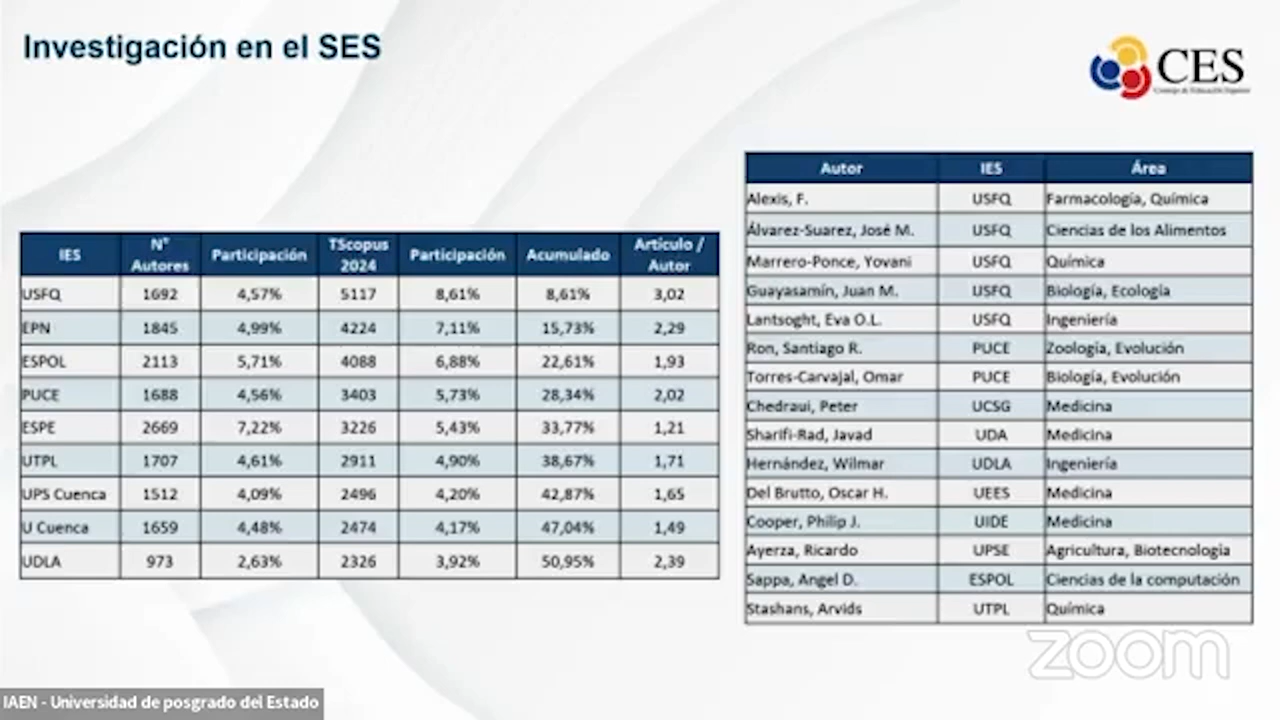 Investigación en el SES
CES
Consejo de Educación Superior
IES N° Autores Participación TScopus 2024 Participación Acumulado Artículo / Autor
USFQ 1692 4,57% 5117 8,61% 8,61% 3,02
EPN 1845 4,99% 4224 7,11% 15,73% 2,29
ESPOL 2113 5,71% 4088 6,88% 22,61% 1,93
PUCE 1688 4,56% 3403 5,73% 28,34% 2,02
ESPE 2669 7,22% 3226 5,43% 33,77% 1,21
UTPL 1707 4,61% 2911 4,90% 38,67% 1,71
UPS Cuenca 1512 4,09% 2496 4,20% 42,87% 1,65
U Cuenca 1659 4,48% 2474 4,17% 47,04% 1,49
UDLA 973 2,63% 2326 3,92% 50,95% 2,39
Autor IES Área
Alexis, F. USFQ Farmacología, Química
Álvarez-Suarez, José M. USFQ Ciencias de los Alimentos
Marrero-Ponce, Yovani USFQ Química
Guayasamín, Juan M. USFQ Biología, Ecología
Lantsoght, Eva O.L. USFQ Ingeniería
Ron, Santiago R. PUCE Zoología, Evolución
Torres-Carvajal, Omar PUCE Biología, Evolución
Chedraui, Peter UCSG Medicina
Sharifi-Rad, Javad UDA Medicina
Hernández, Wilmar UDLA Ingeniería
Del Brutto, Oscar H. UEES Medicina
Cooper, Philip J. UIDE Medicina
Ayerza, Ricardo UPSE Agricultura, Biotecnología
Sappa, Angel D. ESPOL Ciencias de la computación
Stashans, Arvids UTPL Química
zoom
IAEN - Universidad de posgrado del Estado